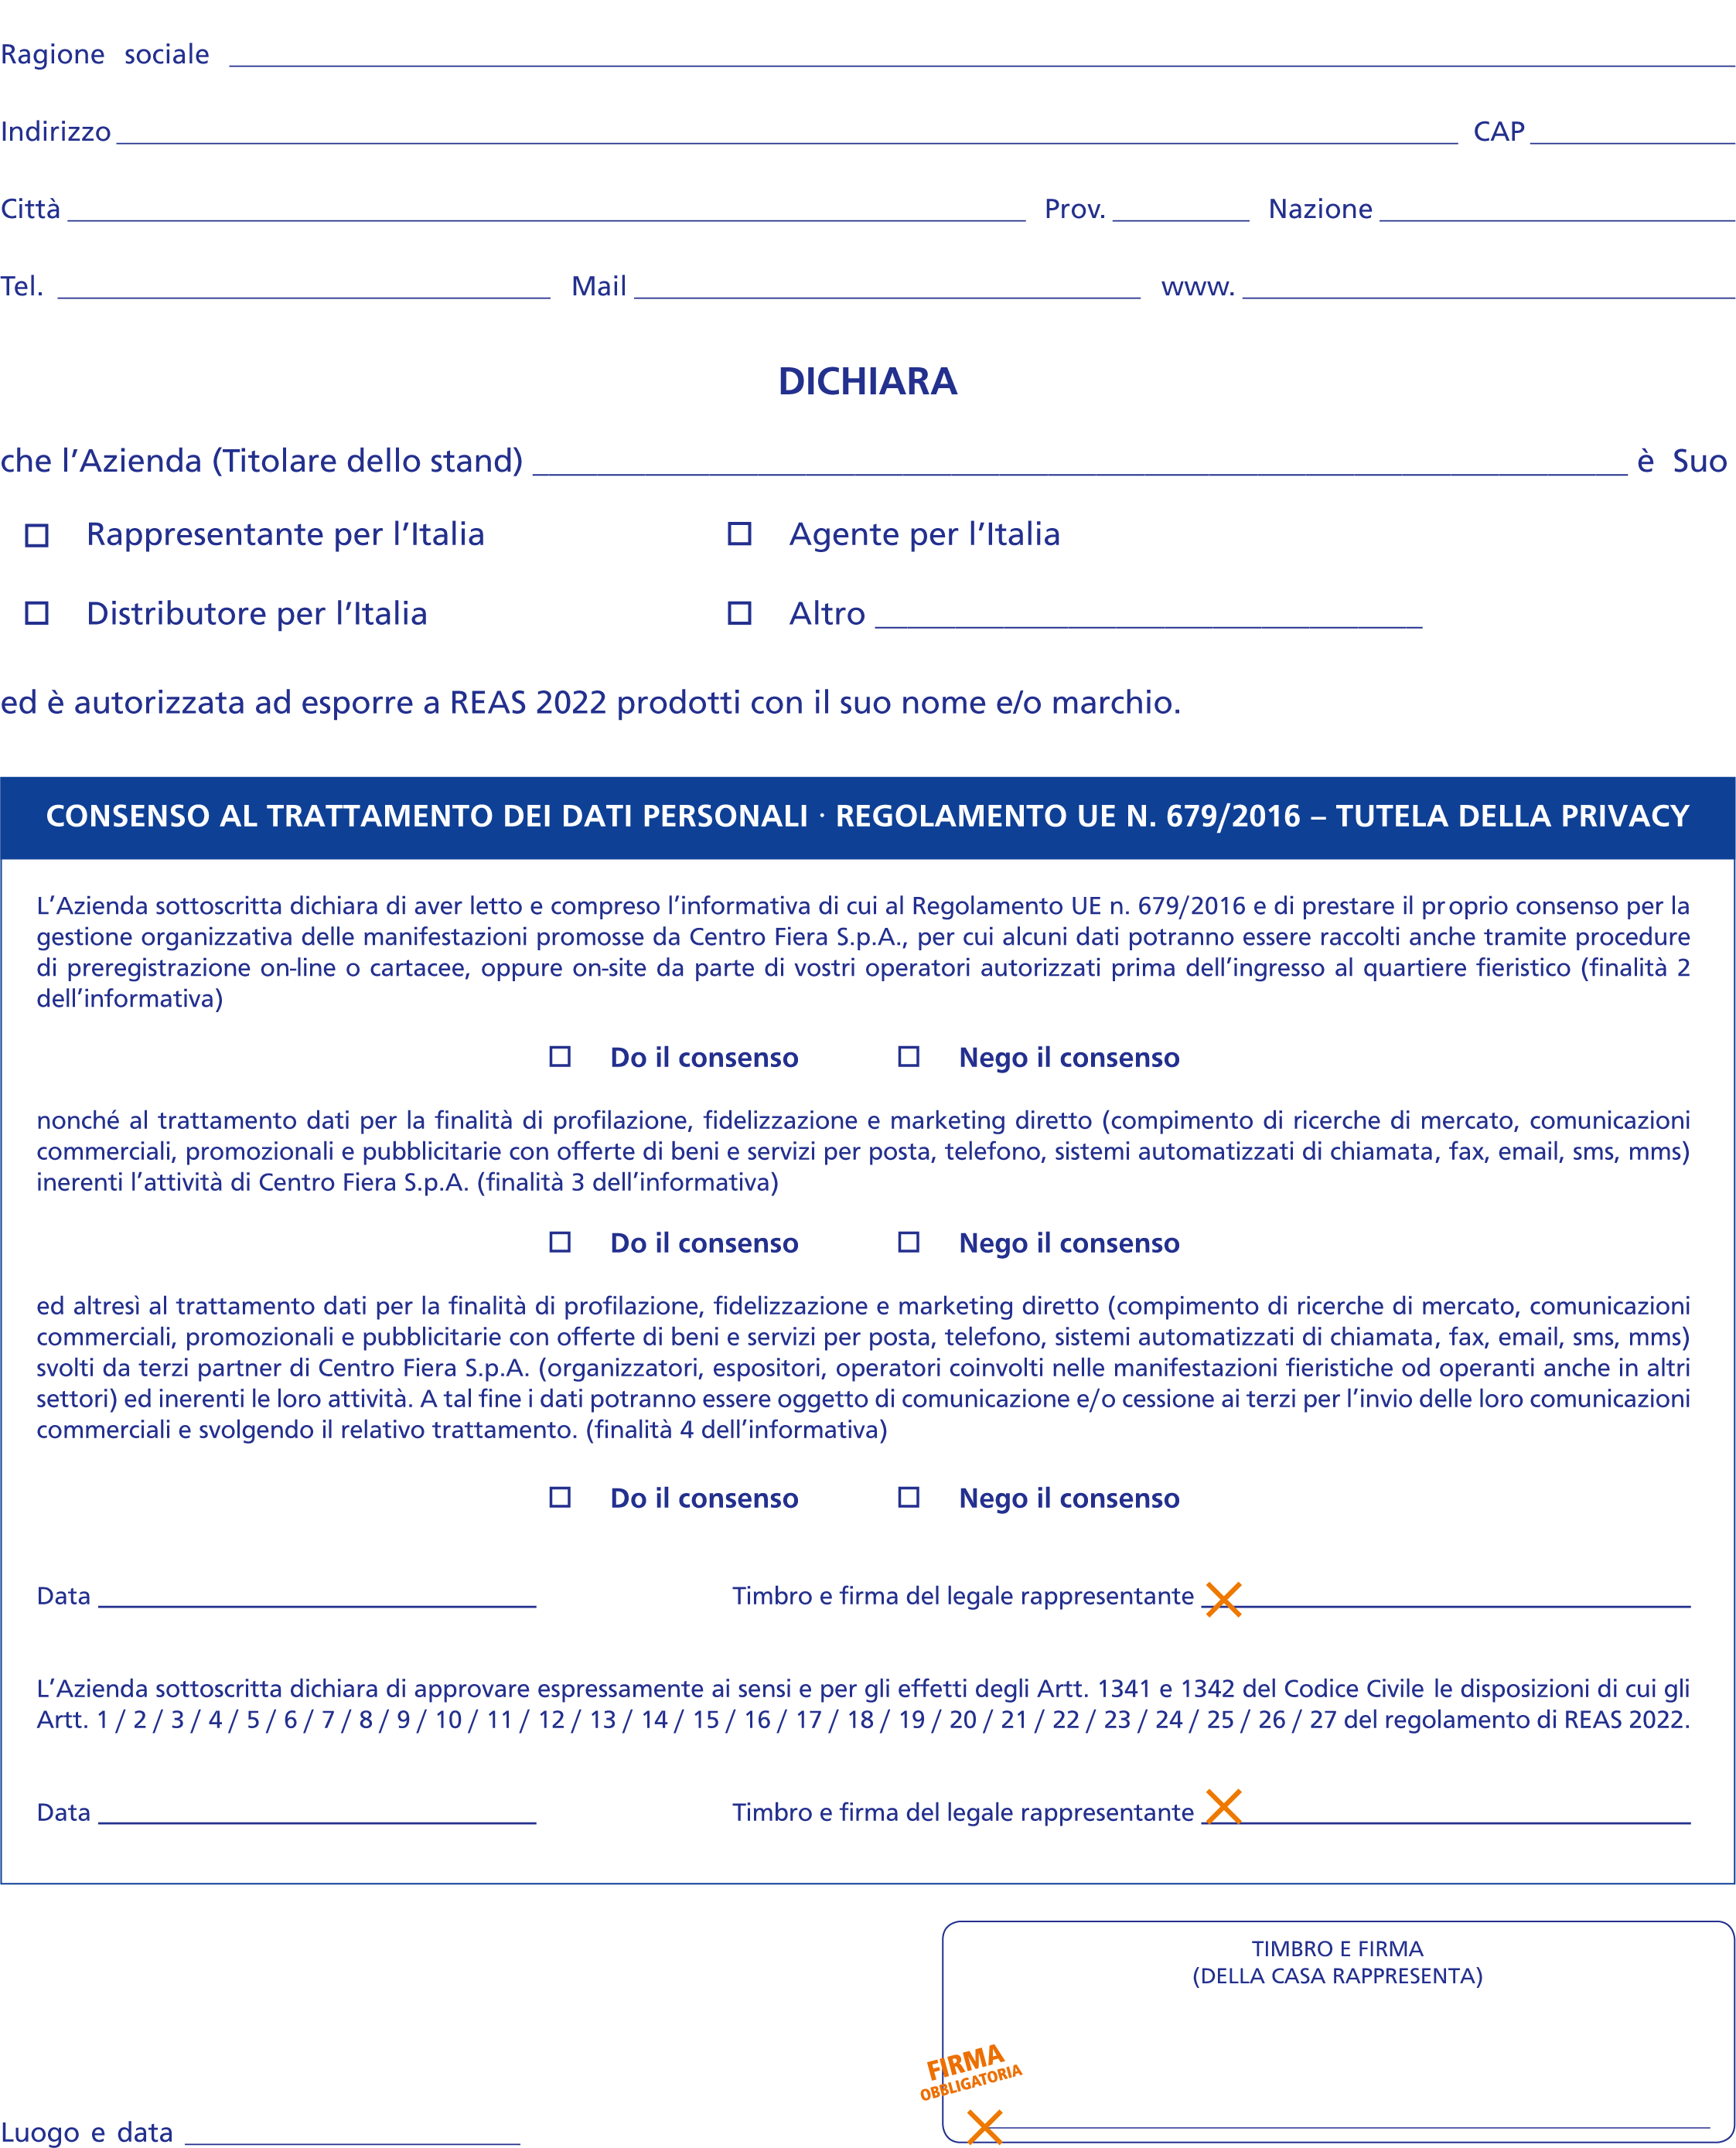 Ragione sociale
Indirizzo CAP
Città Prov. Nazione
Tel. Mail www.
DICHIARA
che l’Azienda (Titolare dello stand) è Suo
Rappresentante per l’Italia Agente per l’Italia
Distributore per l’Italia Altro
ed è autorizzata ad esporre a REAS 2022 prodotti con il suo nome e/o marchio.
CONSENSO AL TRATTAMENTO DEI DATI PERSONALI · REGOLAMENTO UE N. 679/2016 – TUTELA DELLA PRIVACY
L’Azienda sottoscritta dichiara di aver letto e compreso l’informativa di cui al Regolamento UE n. 679/2016 e di prestare il proprio consenso per la
gestione organizzativa delle manifestazioni promosse da Centro Fiera S.p.A., per cui alcuni dati potranno essere raccolti anche tramite procedure
di preregistrazione on-line o cartacee, oppure on-site da parte di vostri operatori autorizzati prima dell’ingresso al quartiere fieristico (finalità 2
dell’informativa)
Do il consenso Nego il consenso
nonché al trattamento dati per la finalità di profilazione, fidelizzazione e marketing diretto (compimento di ricerche di mercato, comunicazioni
commerciali, promozionali e pubblicitarie con offerte di beni e servizi per posta, telefono, sistemi automatizzati di chiamata, fax, email, sms, mms)
inerenti l’attività di Centro Fiera S.p.A. (finalità 3 dell’informativa)
Do il consenso Nego il consenso
ed altresì al trattamento dati per la finalità di profilazione, fidelizzazione e marketing diretto (compimento di ricerche di mercato, comunicazioni
commerciali, promozionali e pubblicitarie con offerte di beni e servizi per posta, telefono, sistemi automatizzati di chiamata, fax, email, sms, mms)
svolti da terzi partner di Centro Fiera S.p.A. (organizzatori, espositori, operatori coinvolti nelle manifestazioni fieristiche od operanti anche in altri
settori) ed inerenti le loro attività. A tal fine i dati potranno essere oggetto di comunicazione e/o cessione ai terzi per l’invio delle loro comunicazioni
commerciali e svolgendo il relativo trattamento. (finalità 4 dell’informativa)
Do il consenso Nego il consenso
Data Timbro e firma del legale rappresentante
L’Azienda sottoscritta dichiara di approvare espressamente ai sensi e per gli effetti degli Artt. 1341 e 1342 del Codice Civile le disposizioni di cui gli
Artt. 1 / 2 / 3 / 4 / 5 / 6 / 7 / 8 / 9 / 10 / 11 / 12 / 13 / 14 / 15 / 16 / 17 / 18 / 19 / 20 / 21 / 22 / 23 / 24 / 25 / 26 / 27 del regolamento di REAS 2022.
Data Timbro e firma del legale rappresentante
TIMBRO E FIRMA
(DELLA CASA RAPPRESENTA)
FIRMA
OBBLIGATORIA
Luogo e data